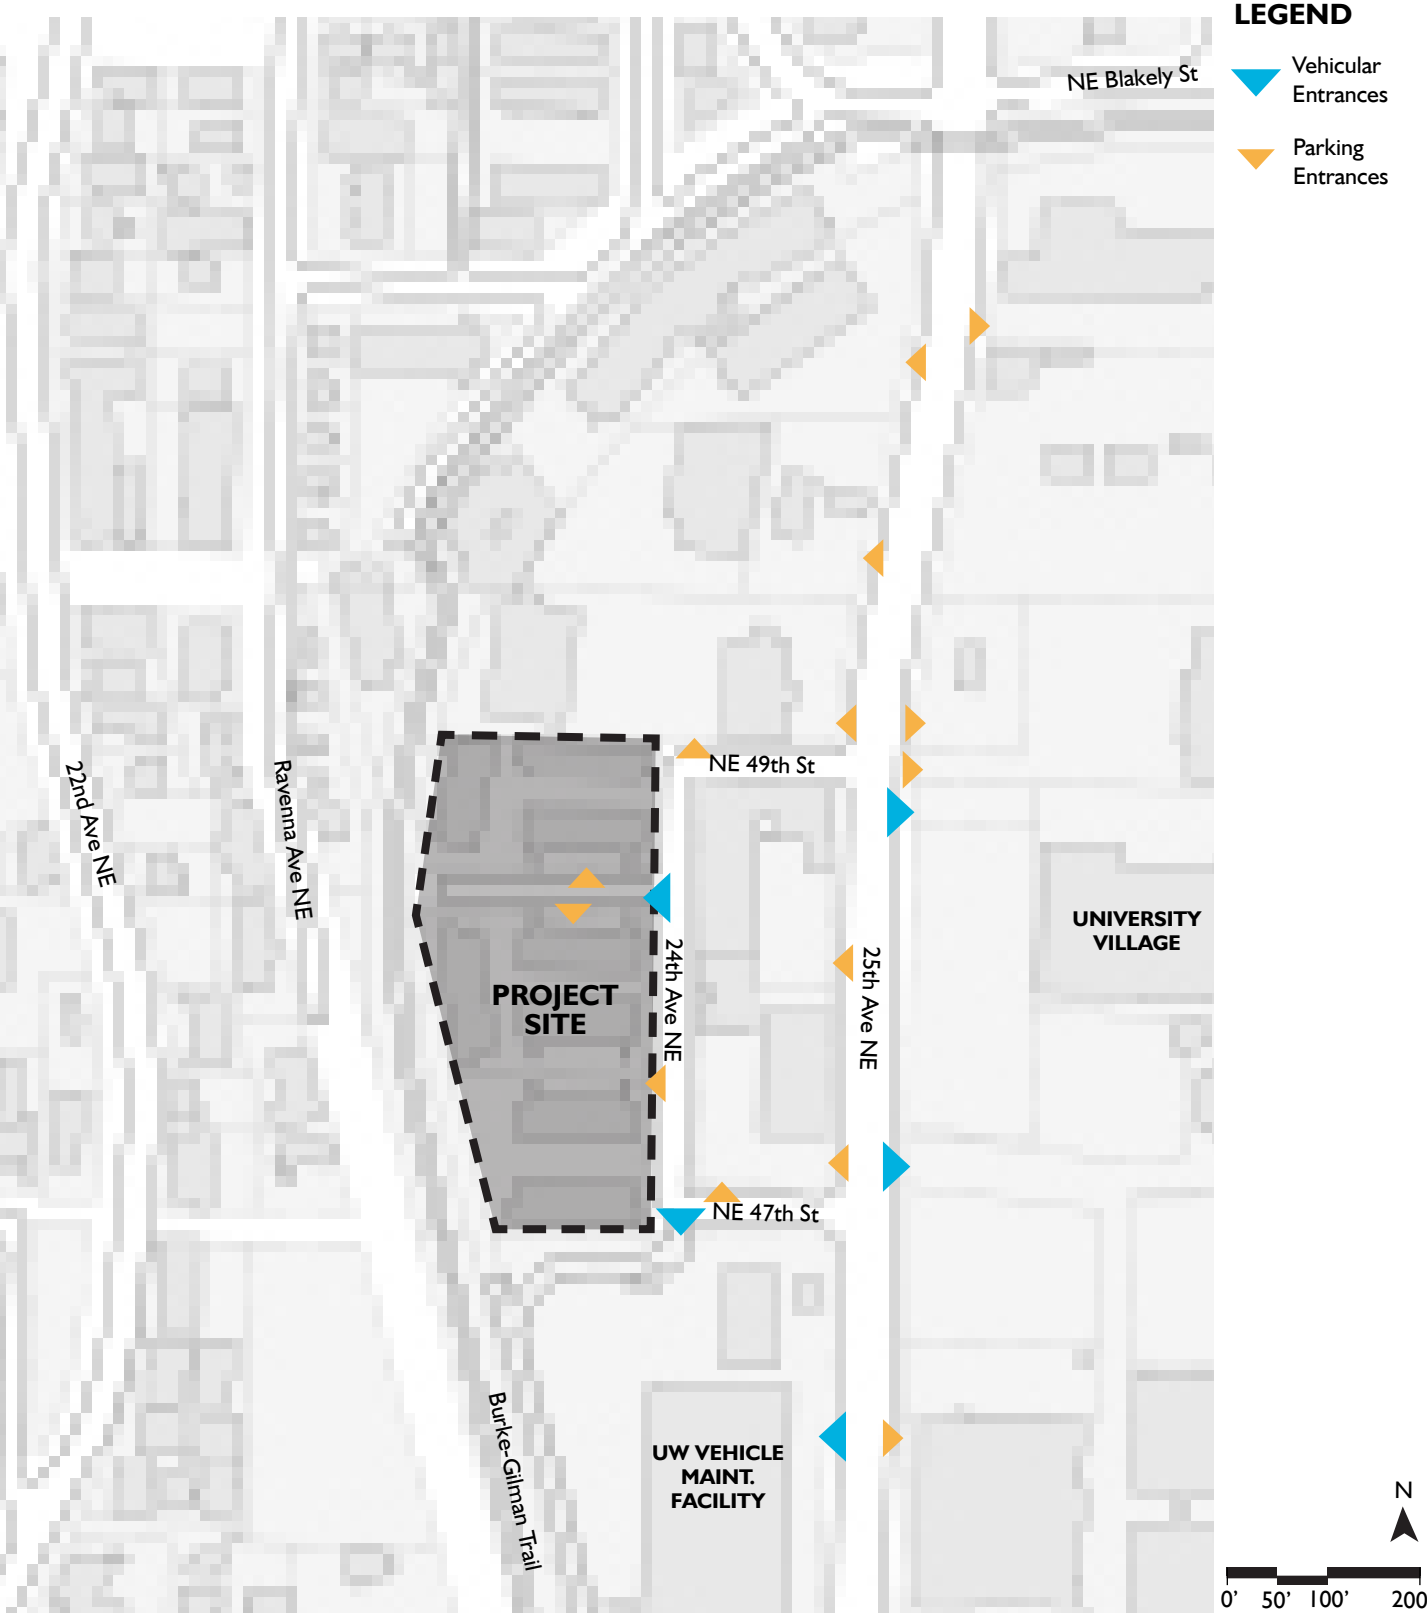 LEGEND
Vehicular
Entrances
Parking
Entrances
NE Blakely St
22nd Ave NE
Ravenna Ave NE
NE 49th St
24th Ave NE
25th Ave NE
UNIVERSITY
VILLAGE
PROJECT
SITE
NE 47th St
Burke-Gilman Trail
UW VEHICLE
MAINT.
FACILITY
N
0' 50' 100' 200